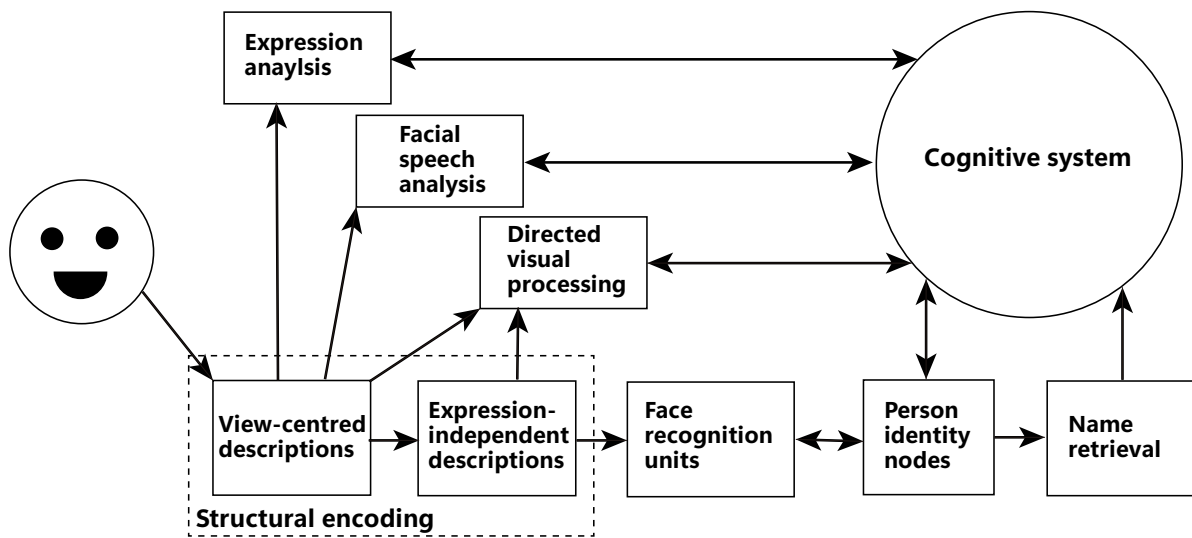 Expression
anaylsis
Facial
speech
analysis
Cognitive system
Directed
visual
processing
View-centred
descriptions
Expression-
independent
descriptions
Face
recognition
units
Person
identity
nodes
Name
retrieval
Structural encoding